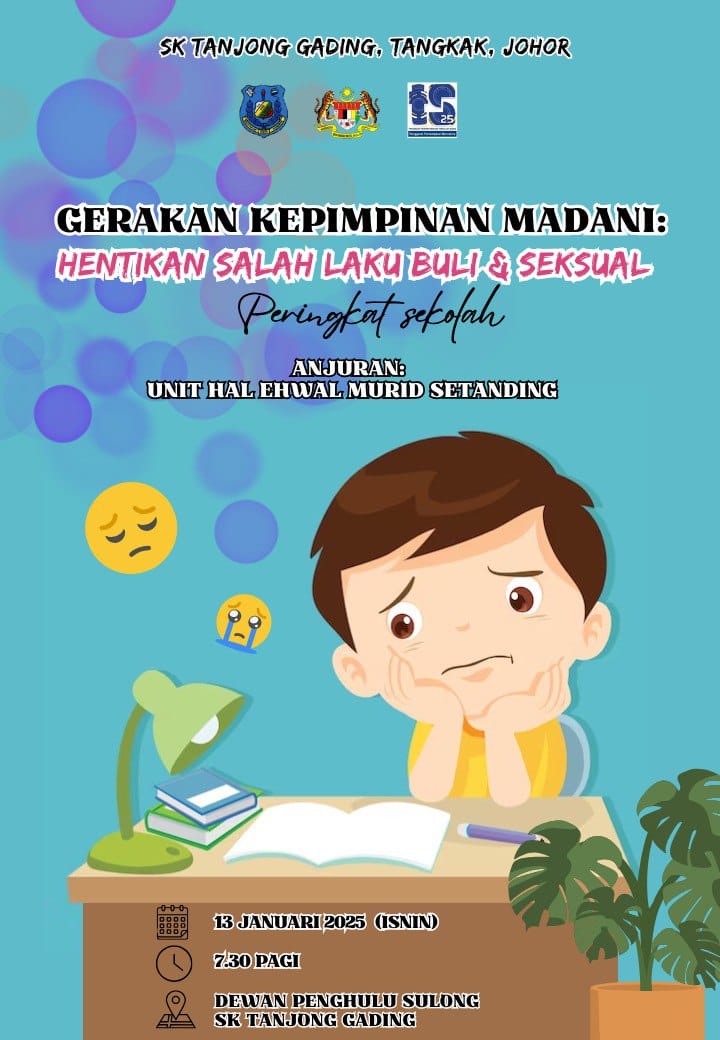 SK TANJONG GADING, TANGKAK, JOHOR
GERAKAN KEPIMPINAN MADANI:
HENTIKAN SALAH LAKU BULI & SEKSUAL
Peringkat sekolah
ANJURAN:
UNIT HAL EHWAL MURID SETANDING
13 JANUARI 2025 (ISNIN)
7.30 PAGI
DEWAN PENGHULU SULONG
SK TANJONG GADING